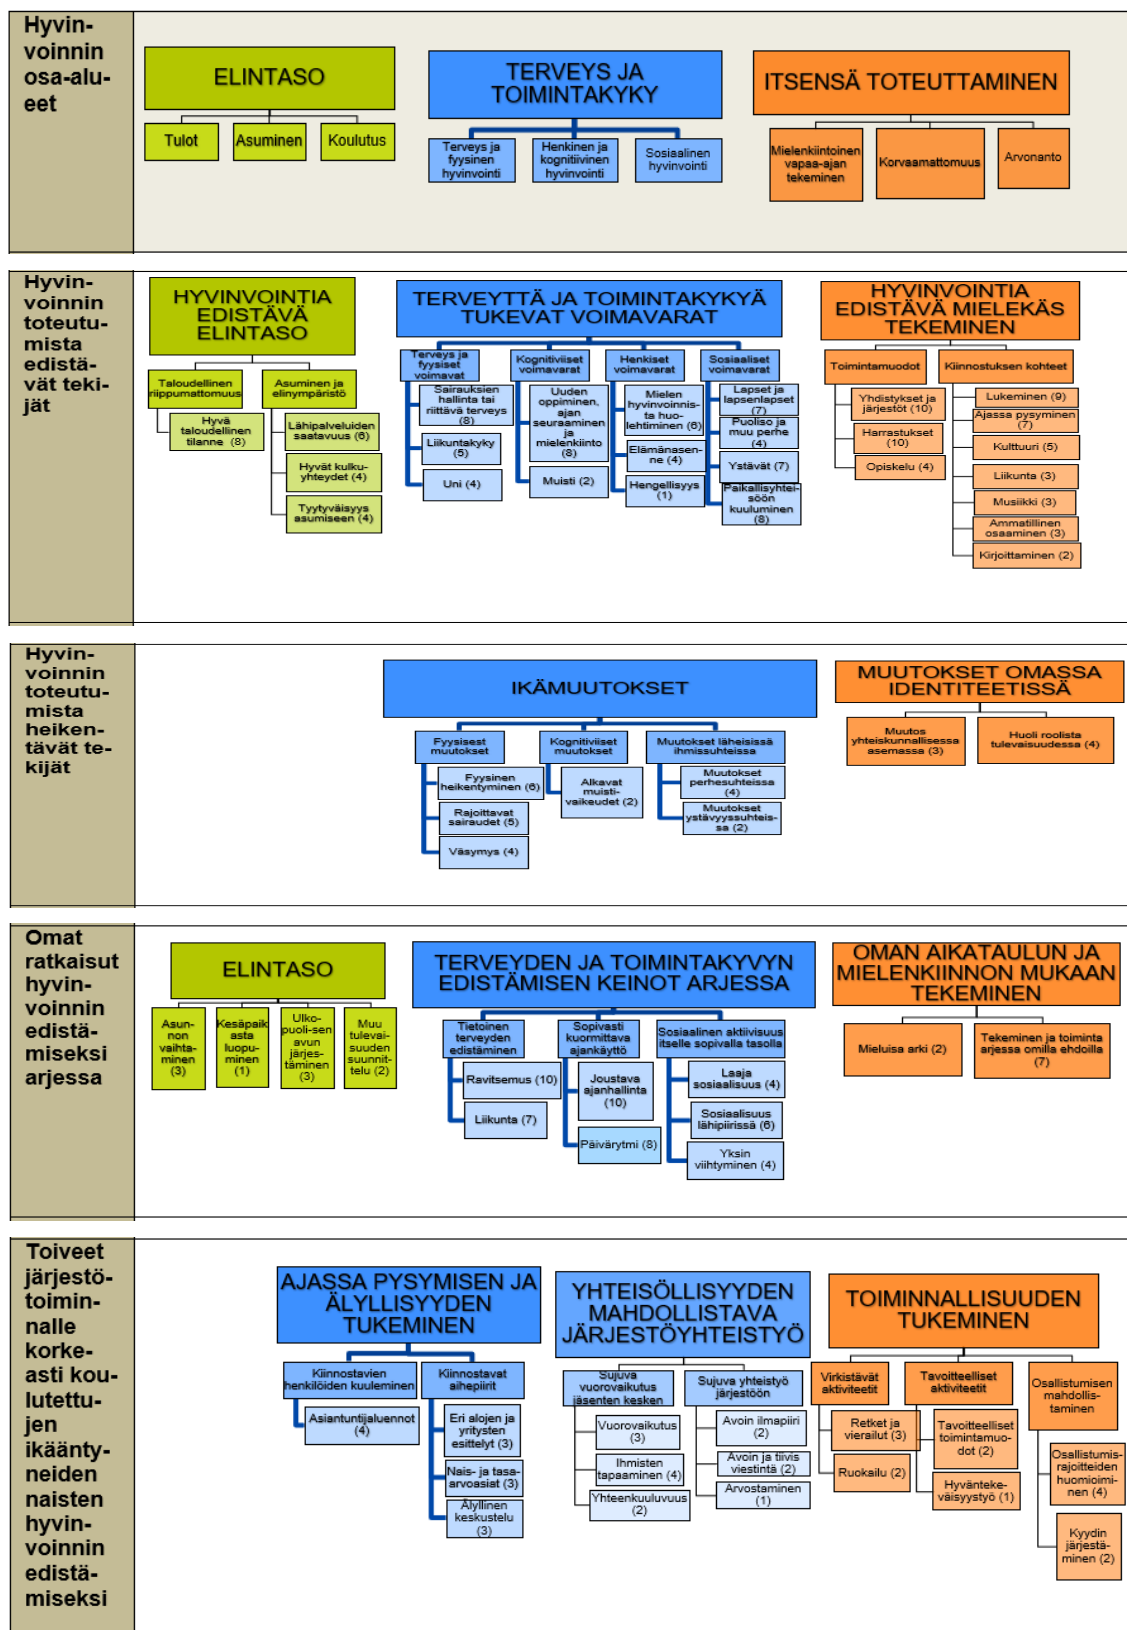 Hyvin-
voinnin
osa-alu-
eet
ELINTASO
Tulot
Asuminen
Koulutus
TERVEYS JA
TOIMINTAKYKY
Terveys ja
fyysinen
hyvinvointi
Henkinen ja
kognitiivinen
hyvinvointi
Sosiaalinen
hyvinvointi
ITSENSÄ TOTEUTTAMINEN
Mielenkiintoinen
vapaa-ajan
tekeminen
Korvaamattomuus
Arvonanto
Hyvin-
voinnin
toteutu-
mista
edistä-
vät teki-
jät
HYVINVOINTIA
EDISTÄVÄ
ELINTASO
Taloudellinen
riippumattomuus
Hyvä
taloudellinen
tilanne (8)
Asuminen ja
elinympäristö
Lähipalveluiden
saatavuus (6)
Hyvät kulku-
yhteydet (4)
Tyytyväisyys
asumiseen (4)
TERVEYTTÄ JA TOIMINTAKYKYÄ
TUKEVAT VOIMAVARAT
Terveys ja
fyysiset
voimavat
Sairauksien
hallinta tai
riittävä terveys
(8)
Liikuntakyky
(5)
Uni (4)
Kognitiviiset
voimavarat
Uuden
oppiminen,
ajan
seuraaminen
ja
mielenkiinto
(8)
Muisti (2)
Henkiset
voimavarat
Mielen
hyvinvoinnis-
ta huo-
lehtiminen (6)
Elämänasen-
ne (4)
Hengellisyys
(1)
Sosiaaliset
voimavarat
Lapset ja
lapsenlapset
(7)
Puoliso ja
muu perhe
(4)
Ystävät (7)
Paikallisyhtei-
söön
kuuluminen
(8)
HYVINVOINTIA
EDISTÄVÄ MIELEKÄS
TEKEMINEN
Toimintamuodot
Yhdistykset ja
järjestöt (10)
Harrastukset
(10)
Opiskelu (4)
Kiinnostuksen kohteet
Lukeminen (9)
Ajassa pysyminen
(7)
Kulttuuri (5)
Liikunta (3)
Musiikki (3)
Ammatillinen
osaaminen (3)
Kirjoittaminen (2)
Hyvin-
voinnin
toteutu-
mista
heiken-
tävät te-
kijät
IKÄMUUTOKSET
Fyysisest
muutokset
Fyysinen
heikentyminen (6)
Rajoittavat
sairaudet (5)
Väsymys (4)
Kognitiviiset
muutokset
Alkavat
muisti-
vaikeudet (2)
Muutokset läheisissä
ihmissuhteissa
Muutokset
perhesuhteissa
(4)
Muutokset
ystävyyssuhteis-
sa (2)
MUUTOKSET OMASSA
IDENTITEETISSÄ
Muutos
yhteiskunnallisessa
asemassa (3)
Huoli roolista
tulevaisuudessa (4)
Omat
ratkaisut
hyvin-
voinnin
edistä-
miseksi
arjessa
ELINTASO
Asun-
non
vaihta-
minen
(3)
Kesäpaik
asta
luopu-
minen
(1)
Ulko-
puoli-sen
avun
järjes-
täminen
(3)
Muu
tulevai-
suuden
suunnit-
telu (2)
TERVEYDEN JA TOIMINTAKYVYN
EDISTÄMISEN KEINOT ARJESSA
Tietoinen
terveyden
edistäminen
Ravitsemus (10)
Liikunta (7)
Sopivasti
kuormittava
ajankäyttö
Joustava
ajanhallinta
(10)
Päivärytmi (8)
Sosiaalinen aktiivisuus
itselle sopivalla tasolla
Laaja
sosiaalisuus (4)
Sosiaalisuus
lähipiirissä (6)
Yksin
viihtyminen (4)
OMAN AIKATAULUN JA
MIELENKIINNON MUKAAN
TEKEMINEN
Mieluisa arki (2)
Tekeminen ja toiminta
arjessa omilla ehdoilla
(7)
Toiveet
järjestö-
toimin-
nalle
korke-
asti kou-
lutettu-
jen
ikäänty-
neiden
naisten
hyvin-
voinnin
edistä-
miseksi
AJASSA PYSYMISEN JA
ÄLYLLISYYDEN
TUKEMINEN
Kiinnostavien
henkilöiden kuuleminen
Asiantuntijaluennot
(4)
Kiinnostavat
aihepiirit
Eri alojen ja
yritysten
esittelyt (3)
Nais- ja tasa-
arvoasiat (3)
Älyllinen
keskustelu
(3)
YHTEISÖLLISYYDEN
MAHDOLLISTAVA
JÄRJESTÖYHTEISTYÖ
Sujuva
vuorovaikutus
jäsenten kesken
Vuorovaikutus
(3)
Ihmisten
tapaaminen (4)
Yhteenkuuluvuus
(2)
Sujuva yhteistyö
järjestöön
Avoin ilmapiiri
(2)
Avoin ja tiivis
viestintä (2)
Arvostaminen
(1)
TOIMINNALLISUUDEN
TUKEMINEN
Virkistävät
aktiviteetit
Retket ja
vierailut (3)
Ruokailu (2)
Tavoitteelliset
aktiviteetit
Tavoitteelliset
toimintamuo-
dot (2)
Hyvänteke-
väisyystyö (1)
Osallistumisen
mahdollis-
taminen
Osallistumis-
rajoitteiden
huomioimi-
nen (4)
Kyydin
järjestä-
minen (2)